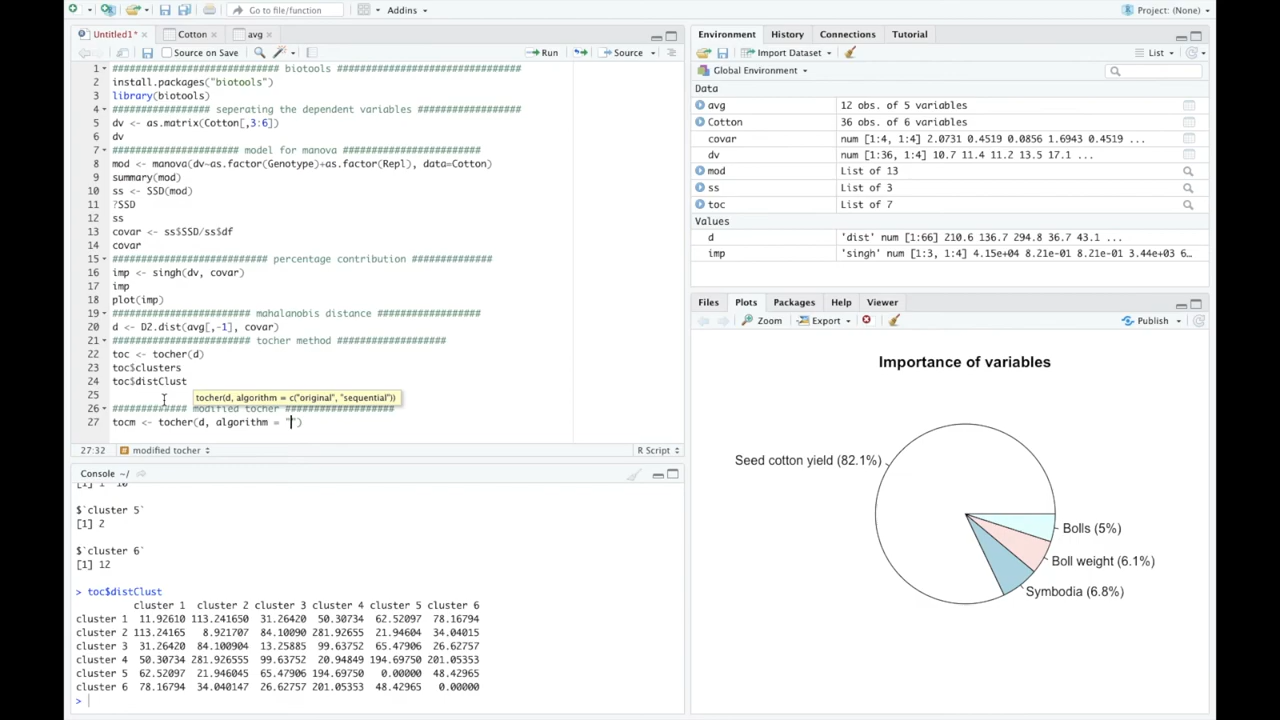 Go to file/function
Addins
Project: (None)
Untitled1*
Cotton
avg
Source on Save
Run
Source
1 ############################# biotools ################################
2 install.packages("biotools")
3 library(biotools)
4 ################# seperating the dependent variables ##################
5 dv <- as.matrix(Cotton[,3:6])
6 dv
7 ###################### model for manova ########################
8 mod <- manova(dv~as.factor(Genotype)+as.factor(Repl), data=Cotton)
9 summary(mod)
10 ss <- SSD(mod)
11 ?SSD
12 ss
13 covar <- ss$SSD/ss$df
14 covar
15 ########################### percentage contribution ##############
16 imp <- singh(dv, covar)
17 imp
18 plot(imp)
19 ######################## mahalanobis distance ##################
20 d <- D2.dist(avg[,-1], covar)
21 ######################## tocher method ###################
22 toc <- tocher(d)
23 toc$clusters
24 toc$distClust
25
tocher(d, algorithm = c("original", "sequential"))
26 ############# modified tocher ###################
27 tocm <- tocher(d, algorithm = "")
27:32
modified tocher
R Script
Console ~/
[1] 1 10
$`cluster 5`
[1] 2
$`cluster 6`
[1] 12
> toc$distClust
cluster 1 cluster 2 cluster 3 cluster 4 cluster 5 cluster 6
cluster 1 11.92610 113.241650 31.26420 50.30734 62.52097 78.16794
cluster 2 113.24165 8.921707 84.10090 281.92655 21.94604 34.04015
cluster 3 31.26420 84.100904 13.25885 99.63752 65.47906 26.62757
cluster 4 50.30734 281.926555 99.63752 20.94849 194.69750 201.05353
cluster 5 62.52097 21.946045 65.47906 194.69750 0.00000 48.42965
cluster 6 78.16794 34.040147 26.62757 201.05353 48.42965 0.00000
>
Environment History Connections Tutorial
Import Dataset
List
Global Environment
Data
avg 12 obs. of 5 variables
Cotton 36 obs. of 6 variables
covar num [1:4, 1:4] 2.0731 0.4519 0.0856 1.6943 0.4519 ...
dv num [1:36, 1:4] 10.7 11.4 11.2 13.5 17.1 ...
mod List of 13
ss List of 3
toc List of 7
Values
d 'dist' num [1:66] 210.6 136.7 294.8 36.7 43.1 ...
imp 'singh' num [1:3, 1:4] 4.15e+04 8.21e-01 8.21e-01 3.44e+03 6…
Files Plots Packages Help Viewer
Zoom Export Publish
Importance of variables
Seed cotton yield (82.1%)
Bolls (5%)
Boll weight (6.1%)
Symbodia (6.8%)